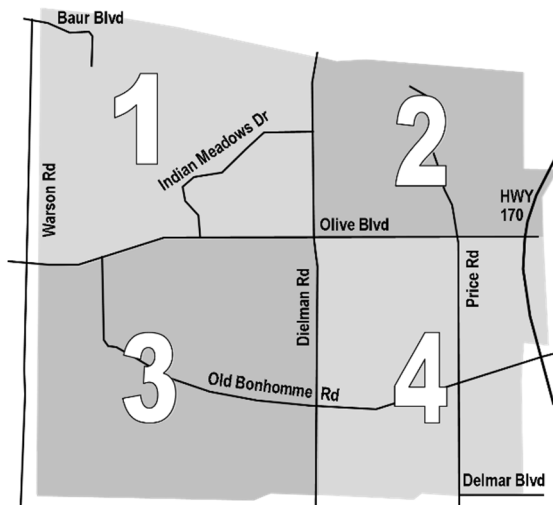 Baur Blvd
1
2
Indian Meadows Dr
Warson Rd
HWY
170
Olive Blvd
Dielman Rd
Price Rd
3
4
Old Bonhomme Rd
Delmar Blvd